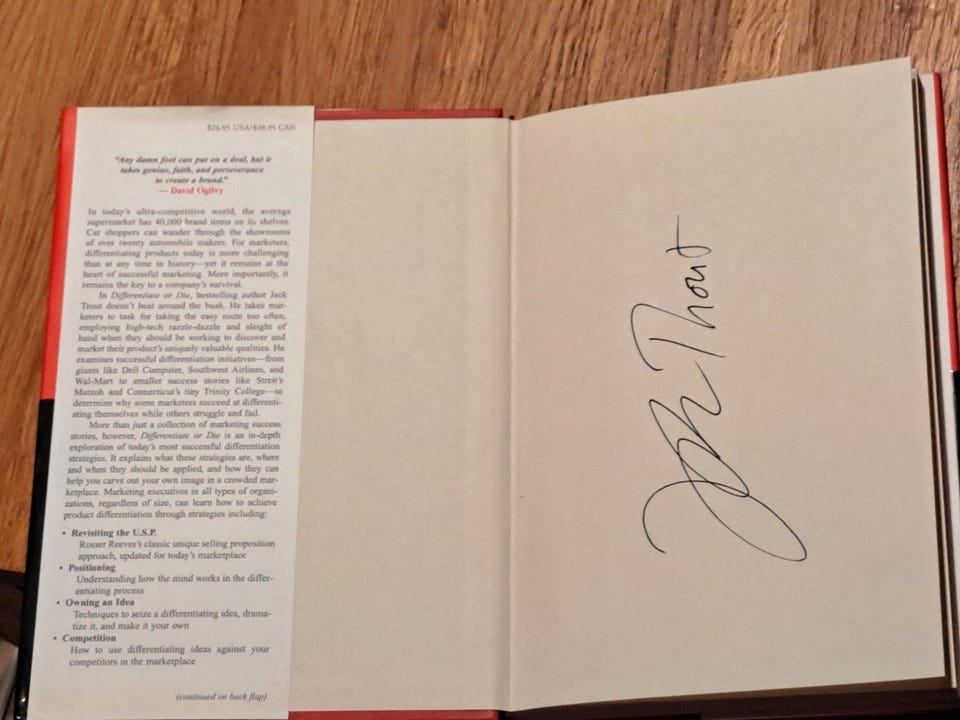 $24.95 USA/$38.95 CAN
"Any damn fool can put on a deal, but it
takes genius, faith, and perseverance
to create a brand."
— David Ogilvy
In today's ultra-competitive world, the average
supermarket has 40,000 brand items on its shelves.
Car shoppers can wander through the showrooms
of over twenty automobile makers. For marketers,
differentiating products today is more challenging
than at any time in history—yet it remains at the
heart of successful marketing. More importantly, it
remains the key to a company's survival.
In Differentiate or Die, bestselling author Jack
Trout doesn't beat around the bush. He takes mar-
keters to task for taking the easy route too often,
employing high-tech razzle-dazzle and sleight of
hand when they should be working to discover and
market their product's uniquely valuable qualities. He
examines successful differentiation initiatives—from
giants like Dell Computer, Southwest Airlines, and
Wal-Mart to smaller success stories like Streit's
Matzoh and Connecticut's tiny Trinity College—to
determine why some marketers succeed at differenti-
ating themselves while others struggle and fail.
More than just a collection of marketing success
stories, however, Differentiate or Die is an in-depth
exploration of today's most successful differentiation
strategies. It explains what these strategies are, where
and when they should be applied, and how they can
help you carve out your own image in a crowded mar-
ketplace. Marketing executives in all types of organi-
zations, regardless of size, can learn how to achieve
product differentiation through strategies including:
• Revisiting the U.S.P.
Rosser Reeves's classic unique selling proposition
approach, updated for today's marketplace
• Positioning
Understanding how the mind works in the differ-
entiating process
• Owning an Idea
Techniques to seize a differentiating idea, drama-
tize it, and make it your own
• Competition
How to use differentiating ideas against your
competitors in the marketplace
(continued on back flap)
Trout